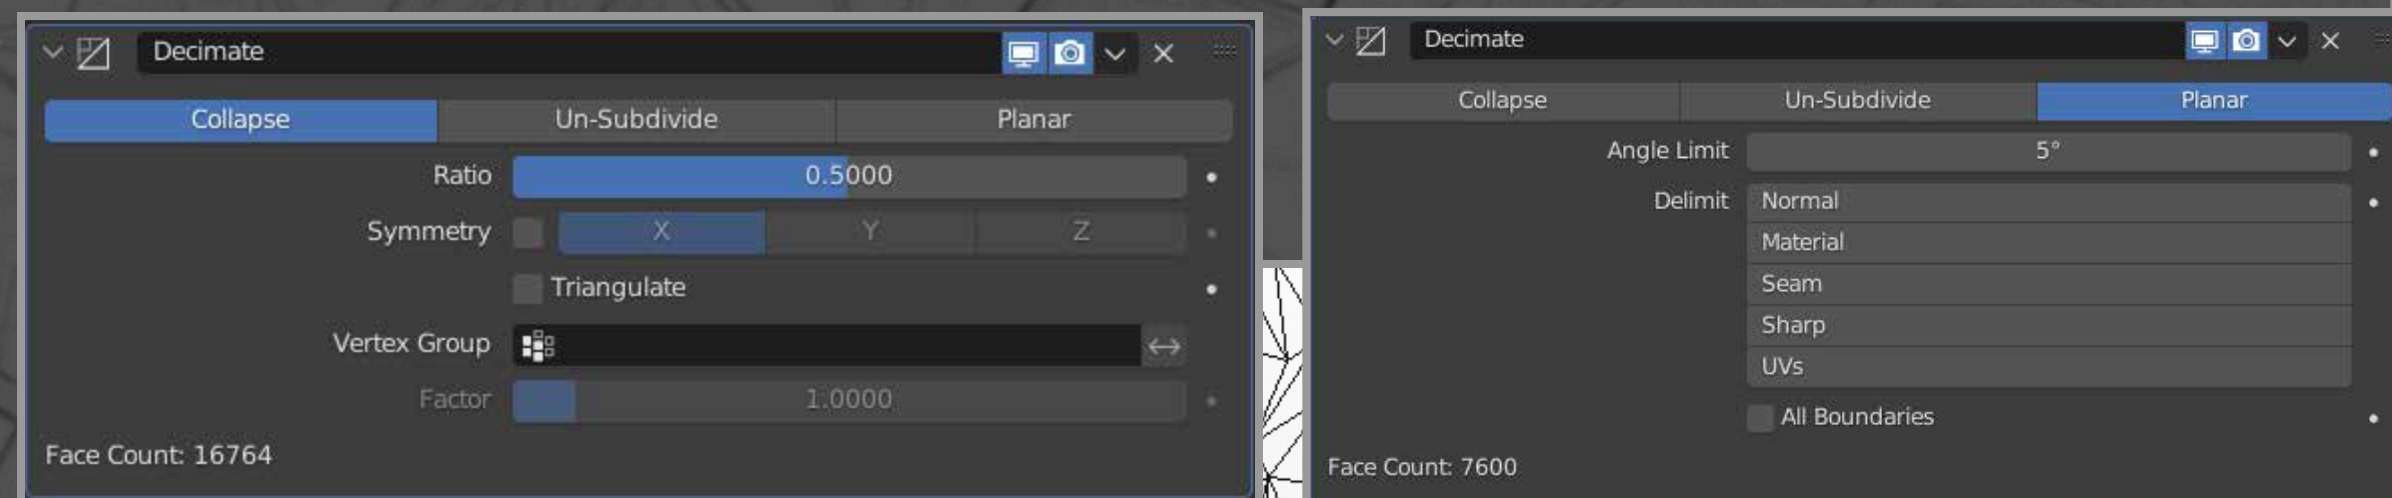 Decimate
Collapse Un-Subdivide Planar
Ratio 0.5000
Symmetry X Y Z
Triangulate
Vertex Group
Factor 1.0000
Face Count: 16764
Decimate
Collapse Un-Subdivide Planar
Angle Limit 5°
Delimit Normal
Material
Seam
Sharp
UVs
All Boundaries
Face Count: 7600